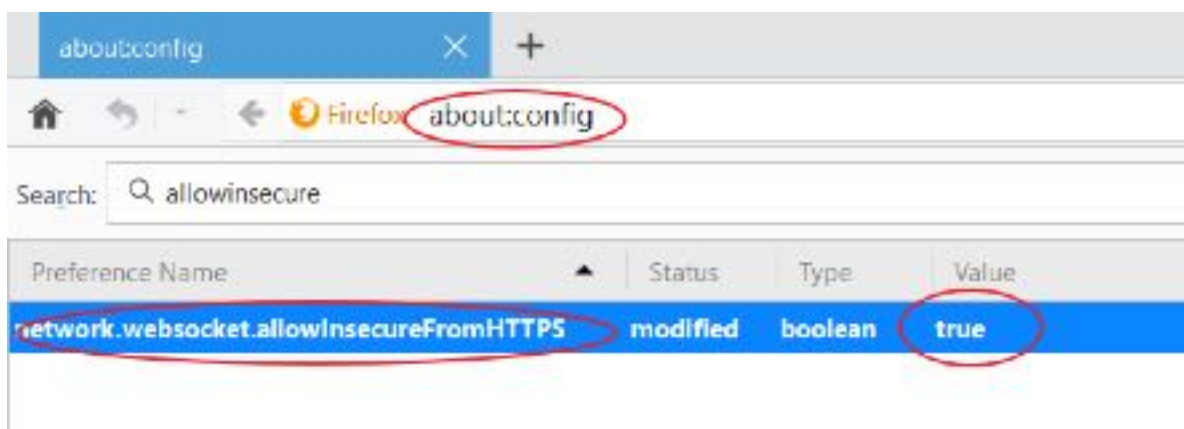 about:config
Firefox about:config
Search: allowinsecure
Preference Name Status Type Value
network.websocket.allowInsecureFromHTTPS modified boolean true